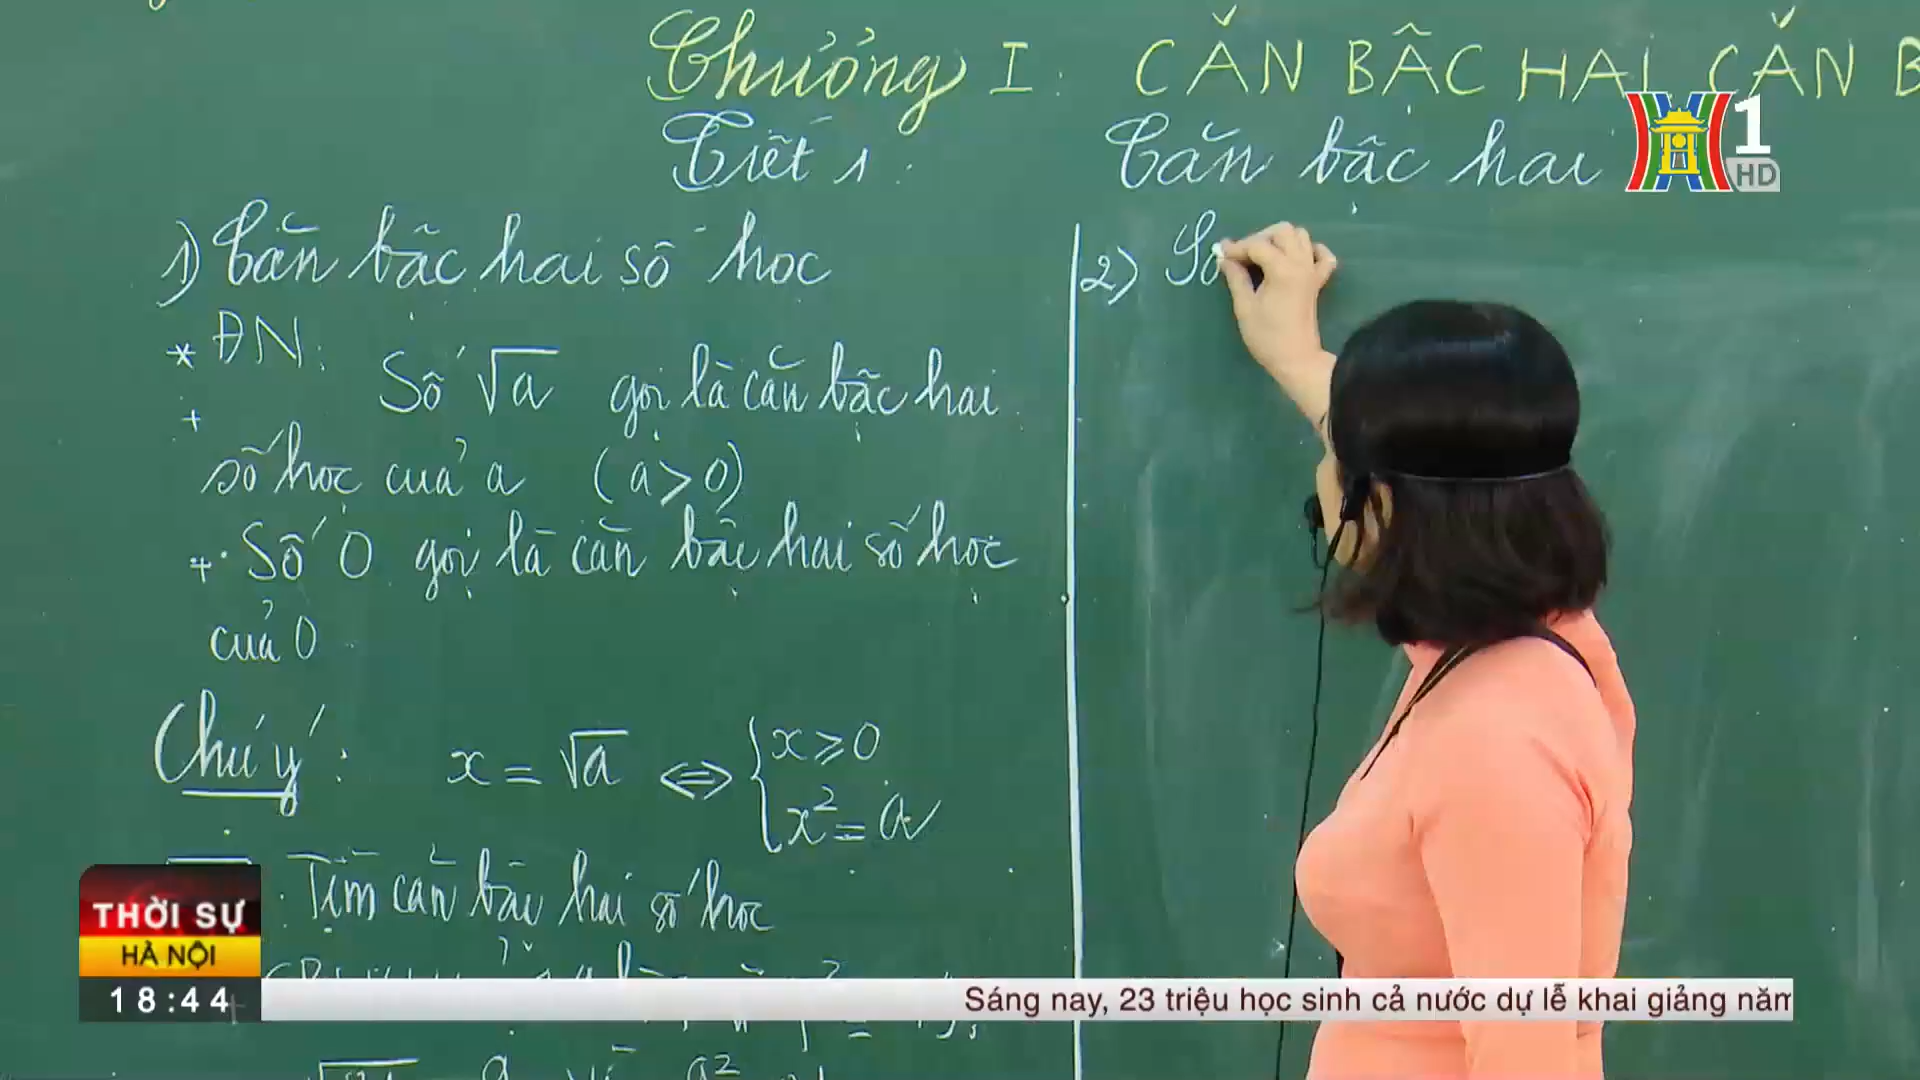 Chương I: CĂN BẬC HAI. CĂN B
Tiết 1: Căn bậc hai
1) Căn bậc hai số học
* ĐN:
+ Số √a gọi là căn bậc hai
số học của a (a > 0)
+ Số 0 gọi là căn bậc hai số học
của 0
Chú ý: x = √a ⇔ { x ⩾ 0
x² = a
Tìm căn bậc hai số học
2) Số
1
HD
THỜI SỰ
HÀ NỘI
18:44
Sáng nay, 23 triệu học sinh cả nước dự lễ khai giảng năm